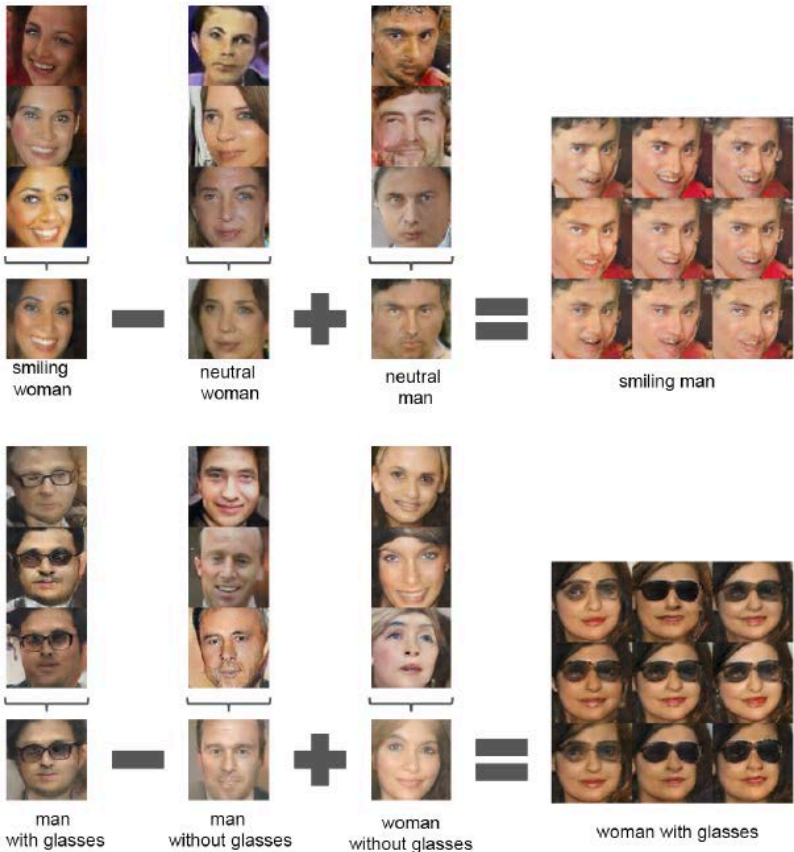 smiling
woman
neutral
woman
neutral
man
smiling man
man
with glasses
man
without glasses
woman
without glasses
woman with glasses